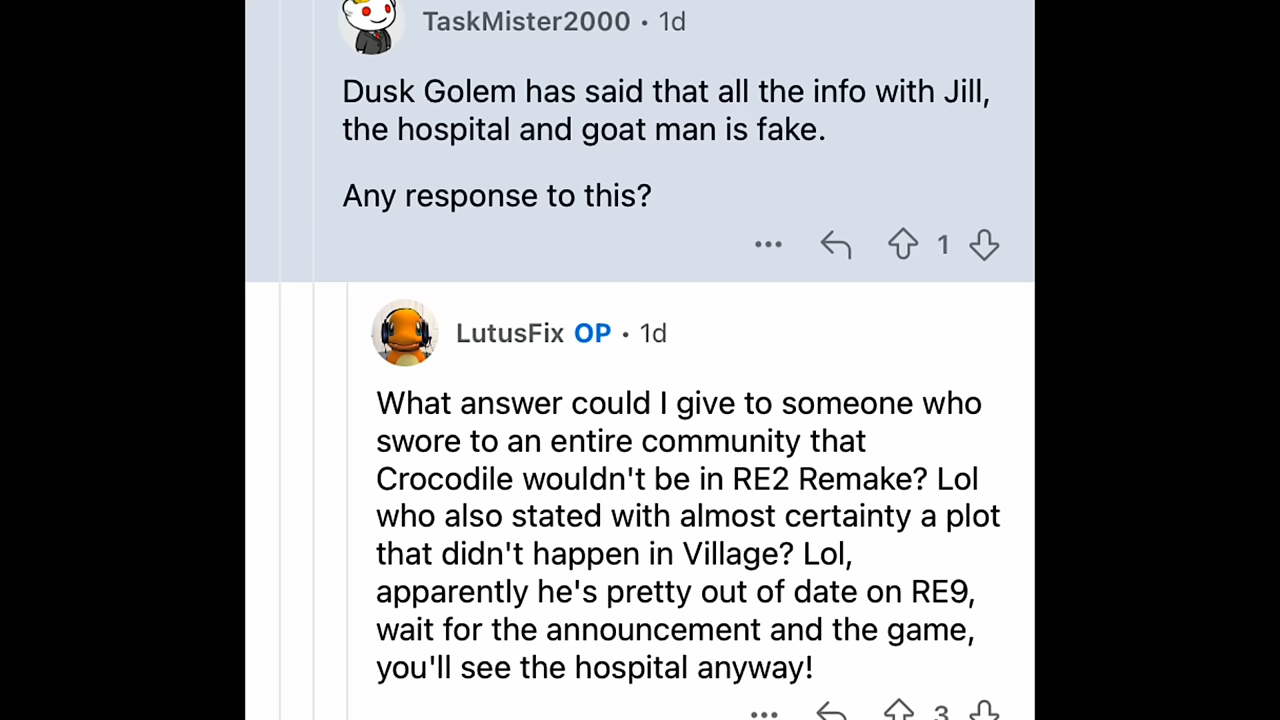 TaskMister2000 • 1d
Dusk Golem has said that all the info with Jill,
the hospital and goat man is fake.
Any response to this?
1
LutusFix OP • 1d
What answer could I give to someone who
swore to an entire community that
Crocodile wouldn't be in RE2 Remake? Lol
who also stated with almost certainty a plot
that didn't happen in Village? Lol,
apparently he's pretty out of date on RE9,
wait for the announcement and the game,
you'll see the hospital anyway!
3